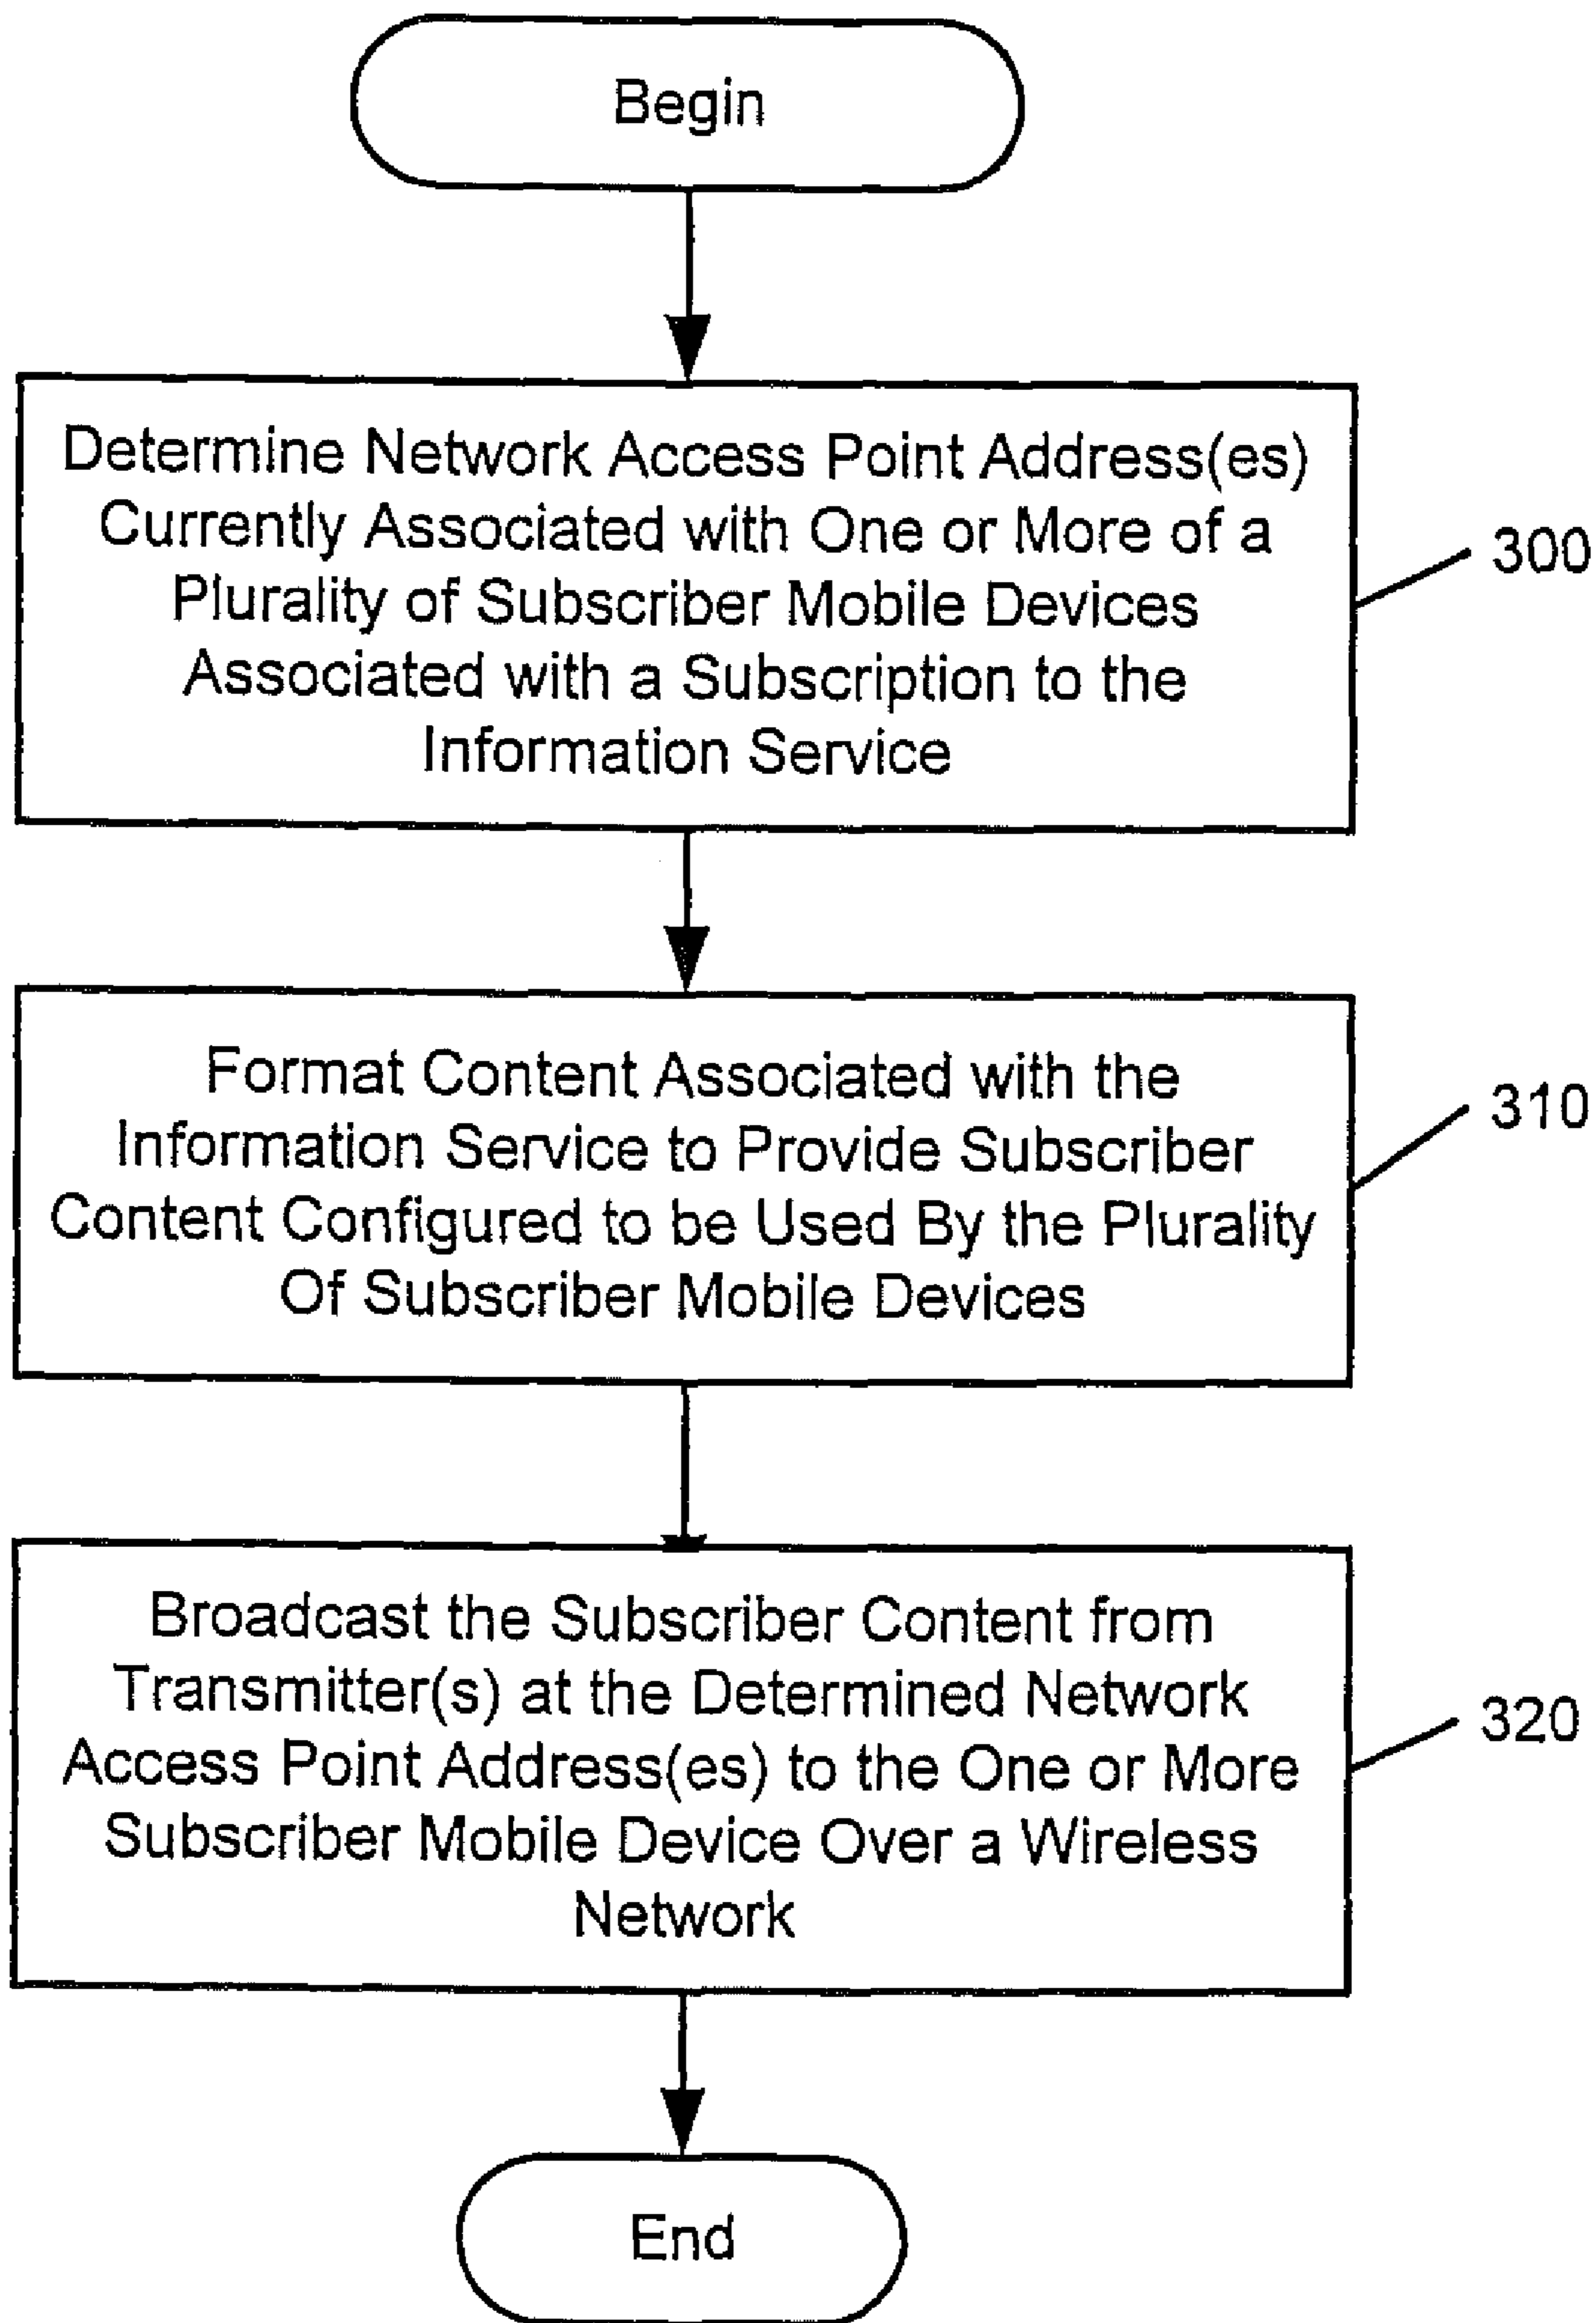 Begin
Determine Network Access Point Address(es)
Currently Associated with One or More of a
Plurality of Subscriber Mobile Devices
Associated with a Subscription to the
Information Service
300
Format Content Associated with the
Information Service to Provide Subscriber
Content Configured to be Used By the Plurality
Of Subscriber Mobile Devices
310
Broadcast the Subscriber Content from
Transmitter(s) at the Determined Network
Access Point Address(es) to the One or More
Subscriber Mobile Device Over a Wireless
Network
320
End